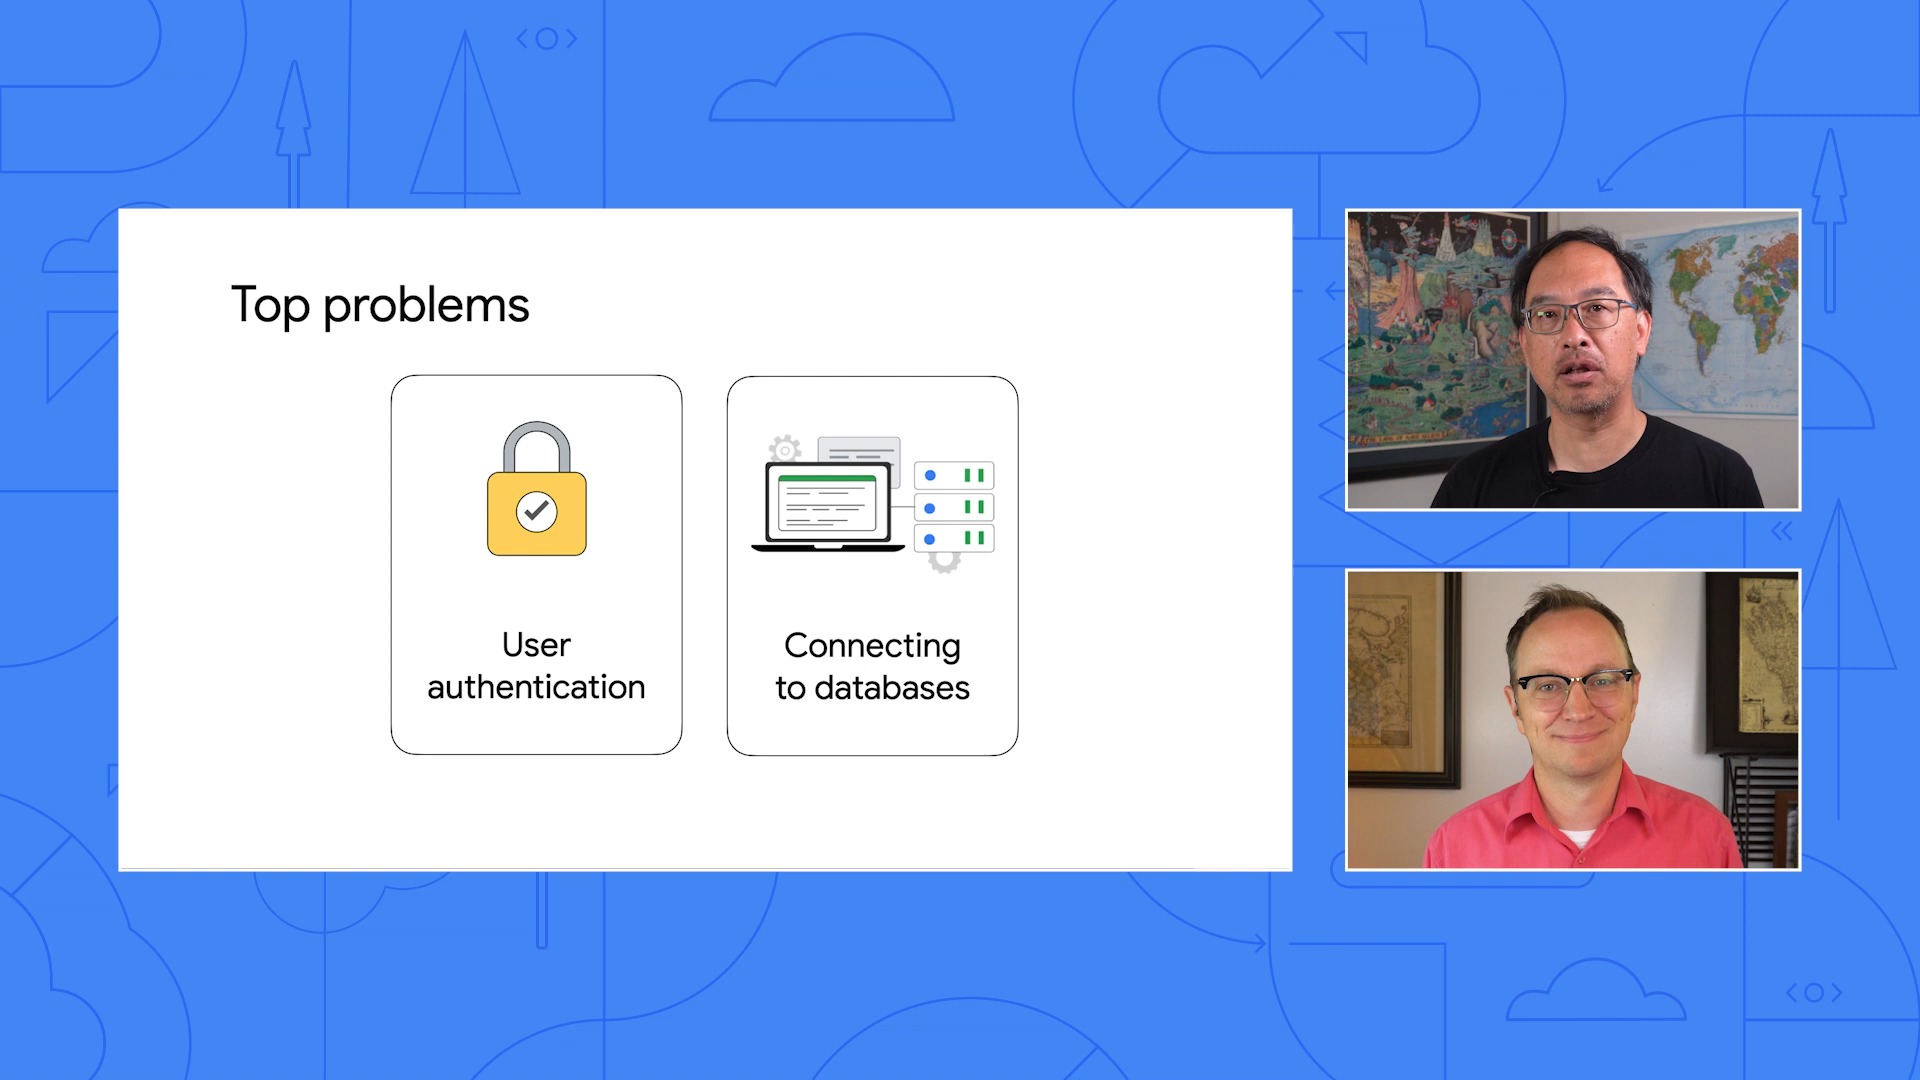 Top problems
User
authentication
Connecting
to databases